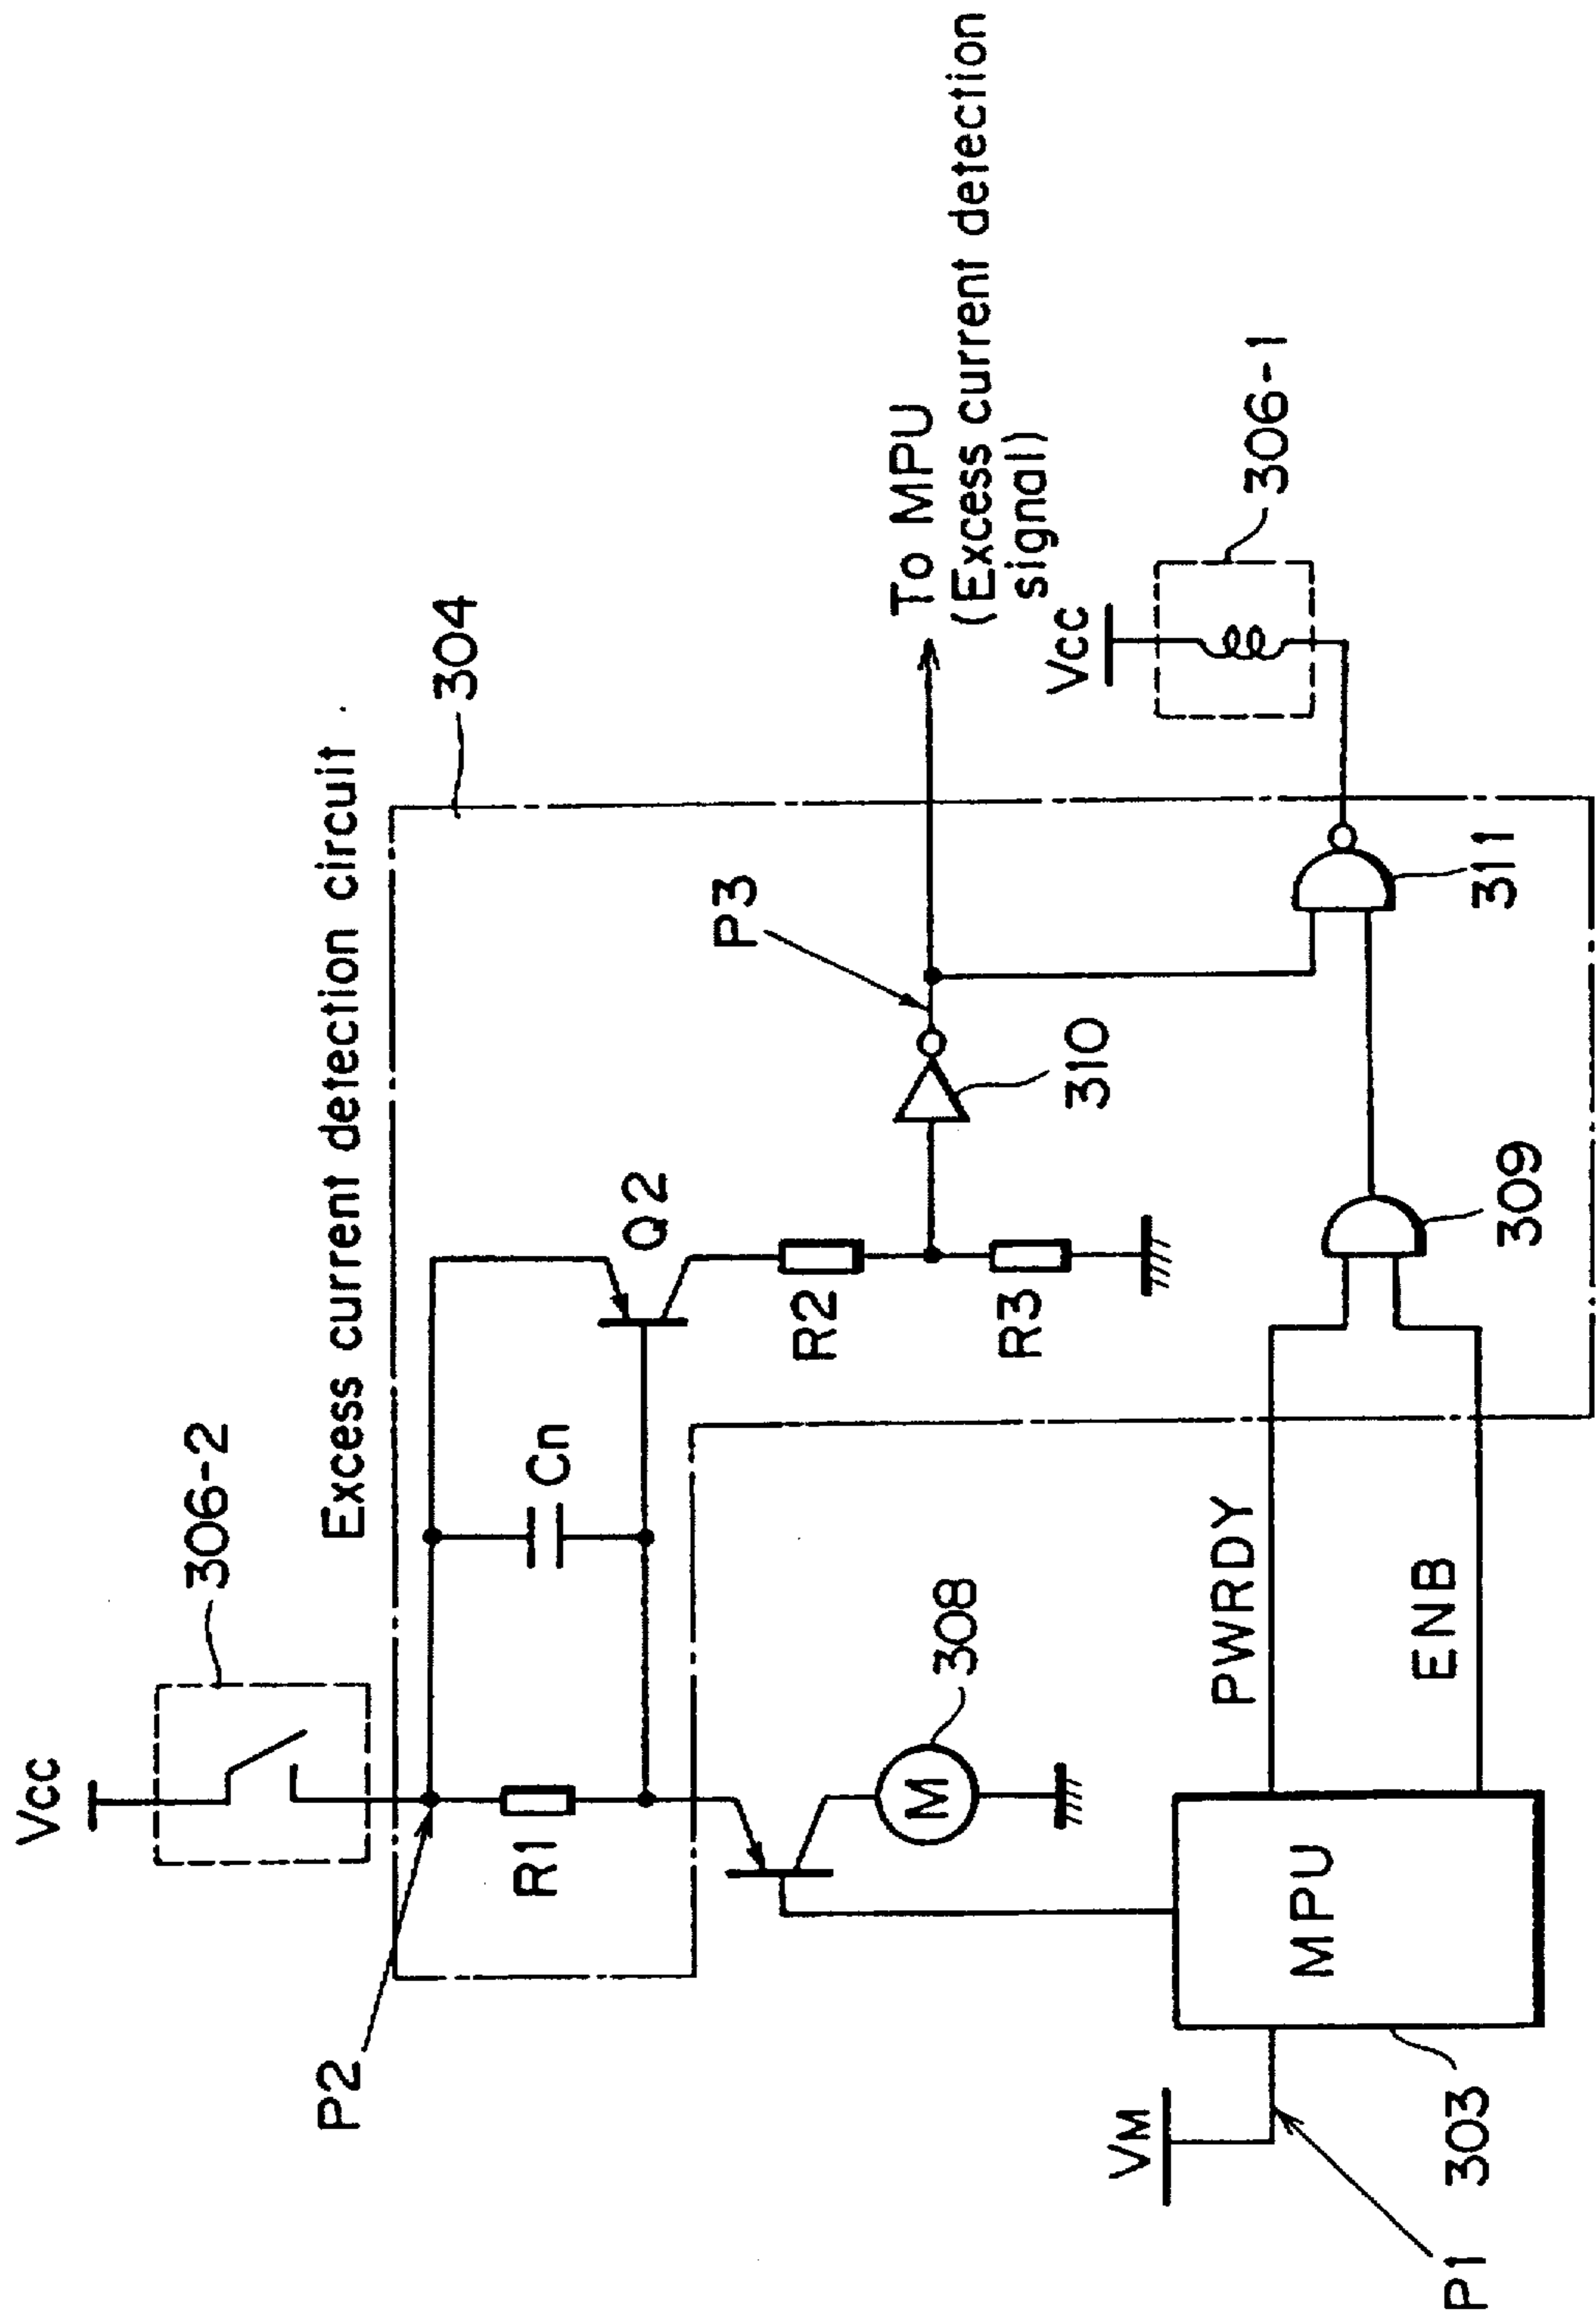 Vcc
306-2
Excess current detection circuit
304
P2
R1
Cn
Q2
R2
R3
P3
310
To MPU
(Excess current detection
signal)
M
308
Vcc
306-1
VM
P1
303
MPU
PWRDY
ENB
309
311